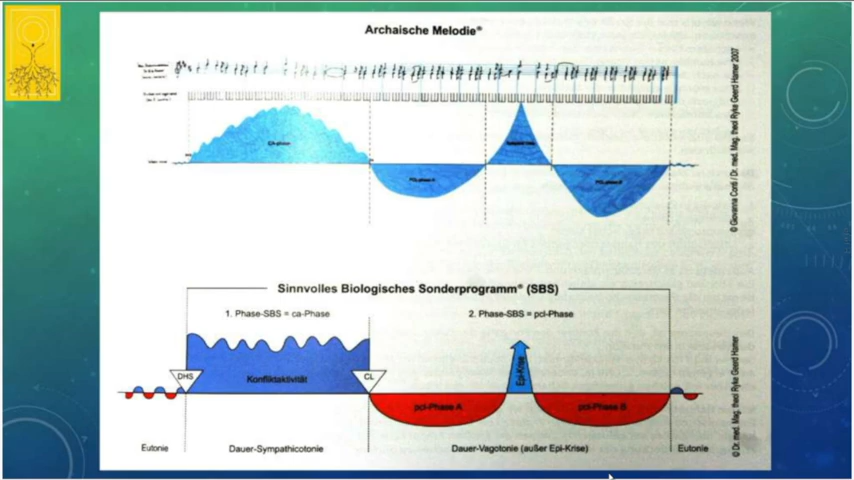 Archaische Melodie®
CA-phase
PCL-phase A
PCL-phase B
© Giovanna Conti / Dr. med. Mag. theol Ryke Geerd Hamer 2007
Sinnvolles Biologisches Sonderprogramm® (SBS)
1. Phase-SBS = ca-Phase
2. Phase-SBS = pcl-Phase
DHS
Konfliktaktivität
CL
pcl-Phase A
Epi-Krise
pcl-Phase B
Eutonie
Dauer-Sympathicotonie
Dauer-Vagotonie (außer Epi-Krise)
Eutonie
© Dr. med. Mag. theol Ryke Geerd Hamer